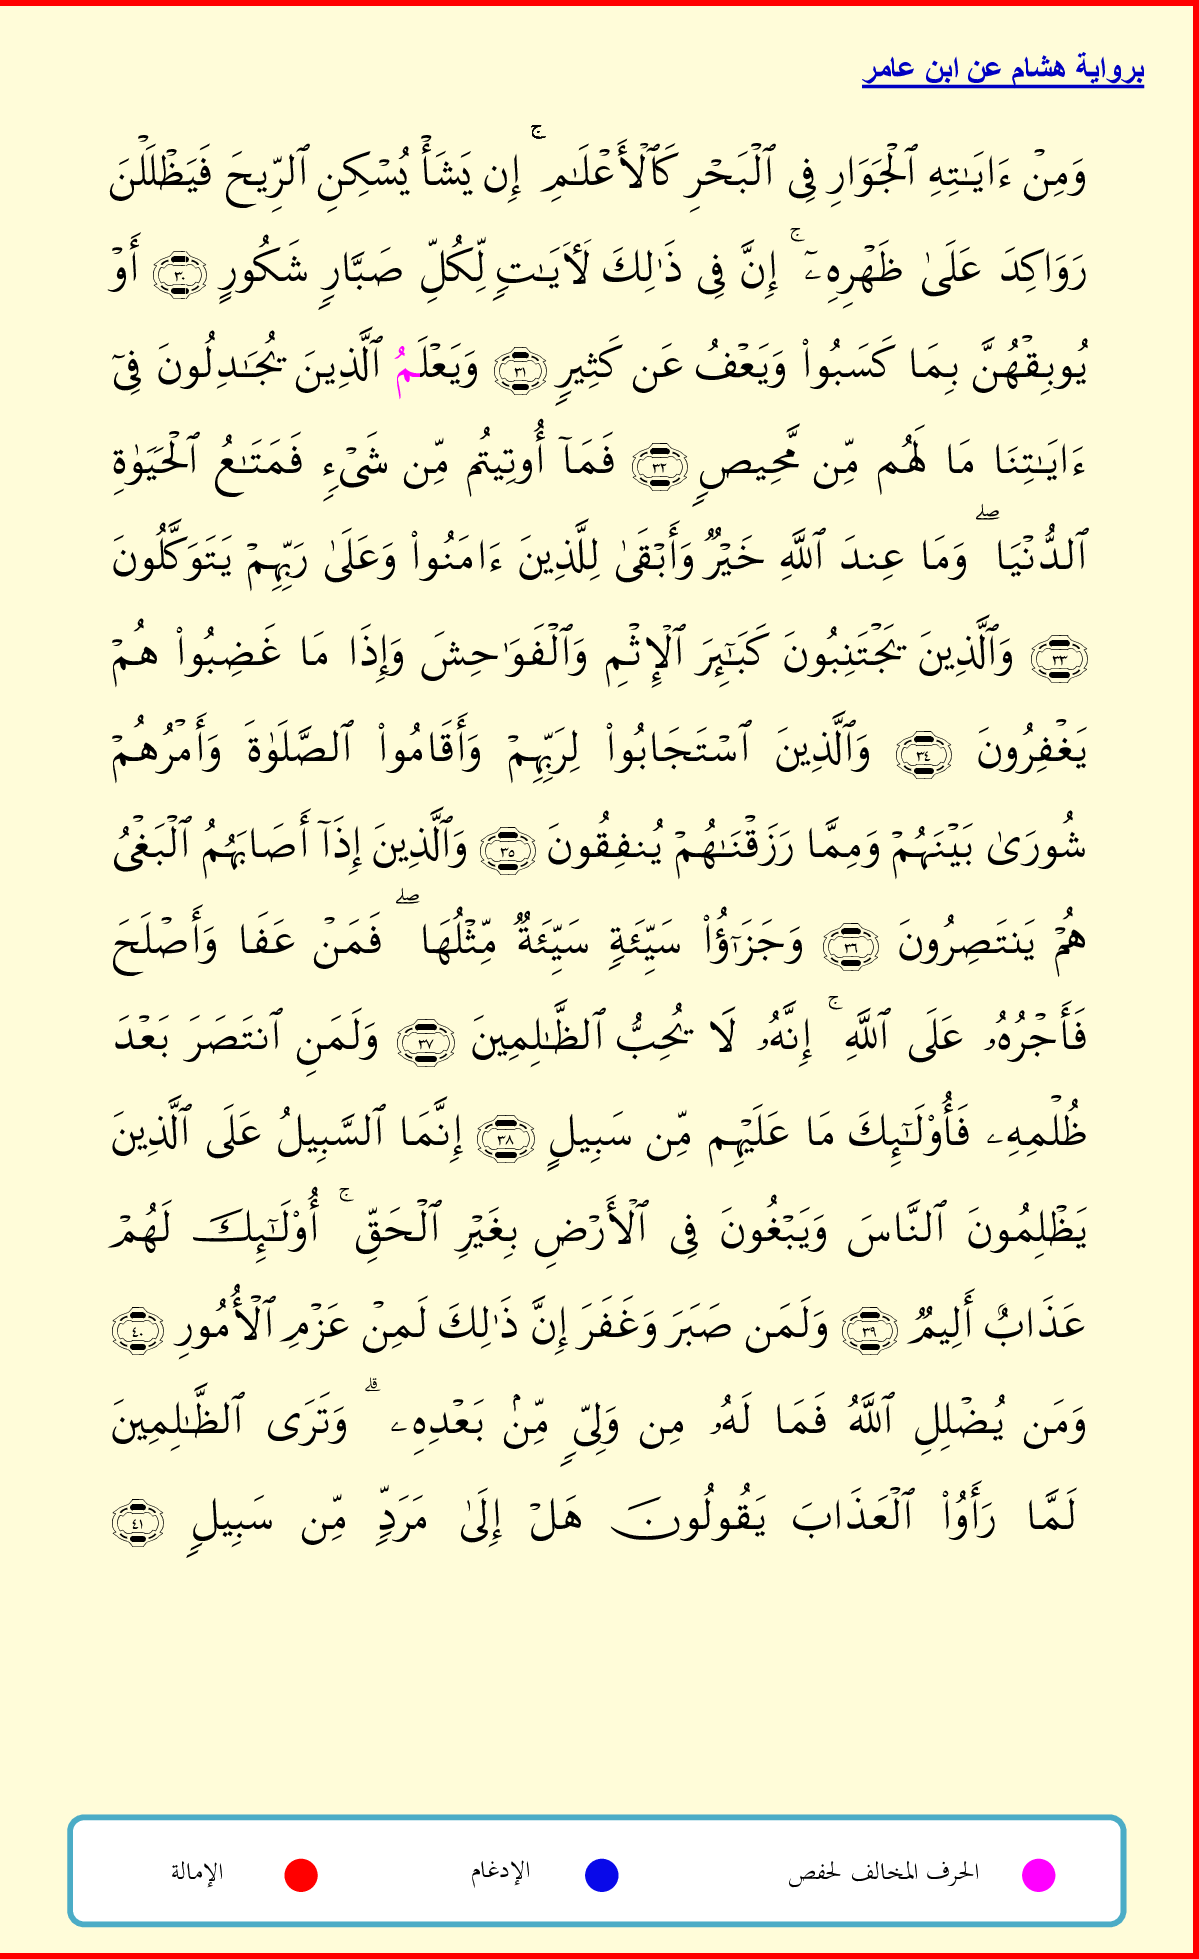 برواية هشام عن ابن عامر
وَمِنْ ءَايَـٰتِهِ ٱلْجَوَارِ فِى ٱلْبَحْرِ كَٱلْأَعْلَـٰمِ ۚ إِن يَشَأْ يُسْكِنِ ٱلرِّيحَ فَيَظْلَلْنَ
رَوَاكِدَ عَلَىٰ ظَهْرِهِۦٓ ۚ إِنَّ فِى ذَٰلِكَ لَأَيَـٰتٍ لِّكُلِّ صَبَّارٍ شَكُورٍ ٣٠ أَوْ
يُوبِقْهُنَّ بِمَا كَسَبُوا۟ وَيَعْفُ عَن كَثِيرٍ ٣١ وَيَعْلَمُ ٱلَّذِينَ يُجَـٰدِلُونَ فِىٓ
ءَايَـٰتِنَا مَا لَهُم مِّن مَّحِيصٍ ٣٢ فَمَآ أُوتِيتُم مِّن شَىْءٍ فَمَتَـٰعُ ٱلْحَيَوٰةِ
ٱلدُّنْيَا ۖ وَمَا عِندَ ٱللَّهِ خَيْرٌ وَأَبْقَىٰ لِلَّذِينَ ءَامَنُوا۟ وَعَلَىٰ رَبِّهِمْ يَتَوَكَّلُونَ
٣٣ وَٱلَّذِينَ يَجْتَنِبُونَ كَبَـٰٓئِرَ ٱلْإِثْمِ وَٱلْفَوَٰحِشَ وَإِذَا مَا غَضِبُوا۟ هُمْ
يَغْفِرُونَ ٣٤ وَٱلَّذِينَ ٱسْتَجَابُوا۟ لِرَبِّهِمْ وَأَقَامُوا۟ ٱلصَّلَوٰةَ وَأَمْرُهُمْ
شُورَىٰ بَيْنَهُمْ وَمِمَّا رَزَقْنَـٰهُمْ يُنفِقُونَ ٣٥ وَٱلَّذِينَ إِذَآ أَصَابَهُمُ ٱلْبَغْىُ
هُمْ يَنتَصِرُونَ ٣٦ وَجَزَٰٓؤُا۟ سَيِّئَةٍ سَيِّئَةٌ مِّثْلُهَا ۖ فَمَنْ عَفَا وَأَصْلَحَ
فَأَجْرُهُۥ عَلَى ٱللَّهِ ۚ إِنَّهُۥ لَا يُحِبُّ ٱلظَّـٰلِمِينَ ٣٧ وَلَمَنِ ٱنتَصَرَ بَعْدَ
ظُلْمِهِۦ فَأُو۟لَـٰٓئِكَ مَا عَلَيْهِم مِّن سَبِيلٍ ٣٨ إِنَّمَا ٱلسَّبِيلُ عَلَى ٱلَّذِينَ
يَظْلِمُونَ ٱلنَّاسَ وَيَبْغُونَ فِى ٱلْأَرْضِ بِغَيْرِ ٱلْحَقِّ ۚ أُو۟لَـٰٓئِكَ لَهُمْ
عَذَابٌ أَلِيمٌ ٣٩ وَلَمَن صَبَرَ وَغَفَرَ إِنَّ ذَٰلِكَ لَمِنْ عَزْمِ ٱلْأُمُورِ ٤٠
وَمَن يُضْلِلِ ٱللَّهُ فَمَا لَهُۥ مِن وَلِىٍّ مِّنۢ بَعْدِهِۦ ۗ وَتَرَى ٱلظَّـٰلِمِينَ
لَمَّا رَأَوُا۟ ٱلْعَذَابَ يَقُولُونَ هَلْ إِلَىٰ مَرَدٍّ مِّن سَبِيلٍ ٤١
الحرف المخالف لحفص الإدغام الإمالة